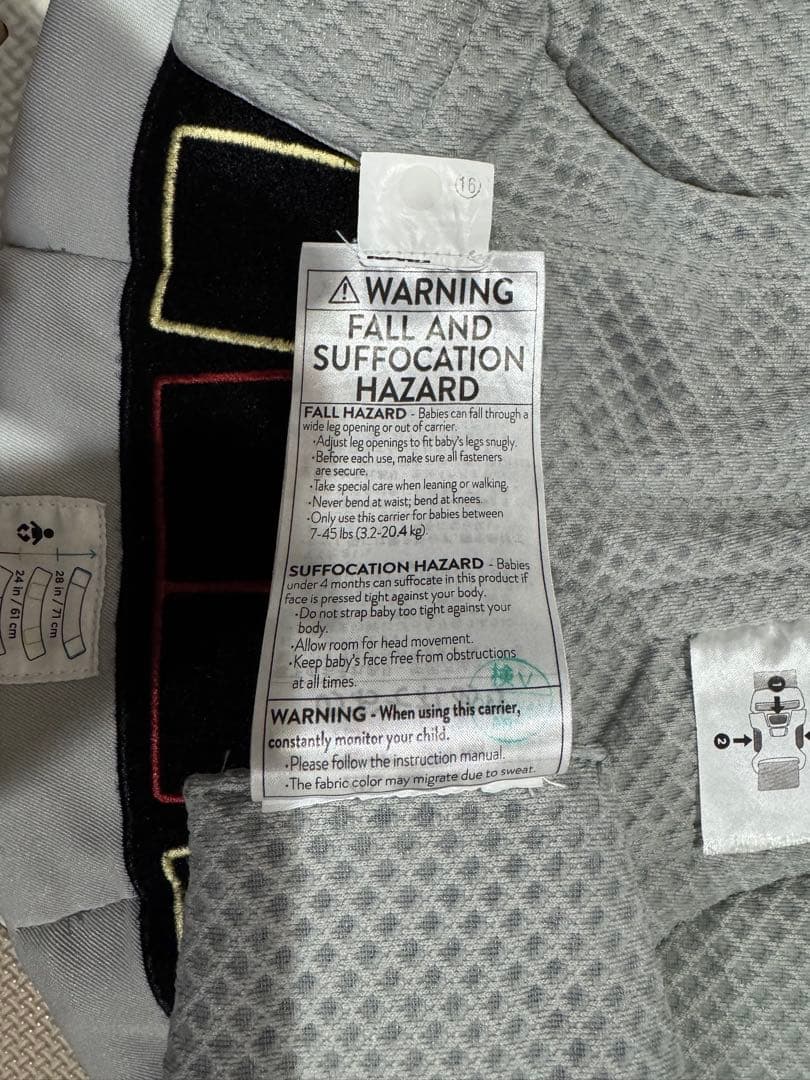 16
WARNING
FALL AND
SUFFOCATION
HAZARD
FALL HAZARD - Babies can fall through a
wide leg opening or out of carrier.
·Adjust leg openings to fit baby's legs snugly.
·Before each use, make sure all fasteners
are secure.
·Take special care when leaning or walking.
·Never bend at waist; bend at knees.
·Only use this carrier for babies between
7-45 lbs (3.2-20.4 kg).
SUFFOCATION HAZARD - Babies
under 4 months can suffocate in this product if
face is pressed tight against your body.
·Do not strap baby too tight against your
body.
·Allow room for head movement.
·Keep baby's face free from obstructions
at all times.
WARNING - When using this carrier,
constantly monitor your child.
·Please follow the instruction manual.
·The fabric color may migrate due to sweat.
28 in / 71 cm
24 in / 61 cm
1
2